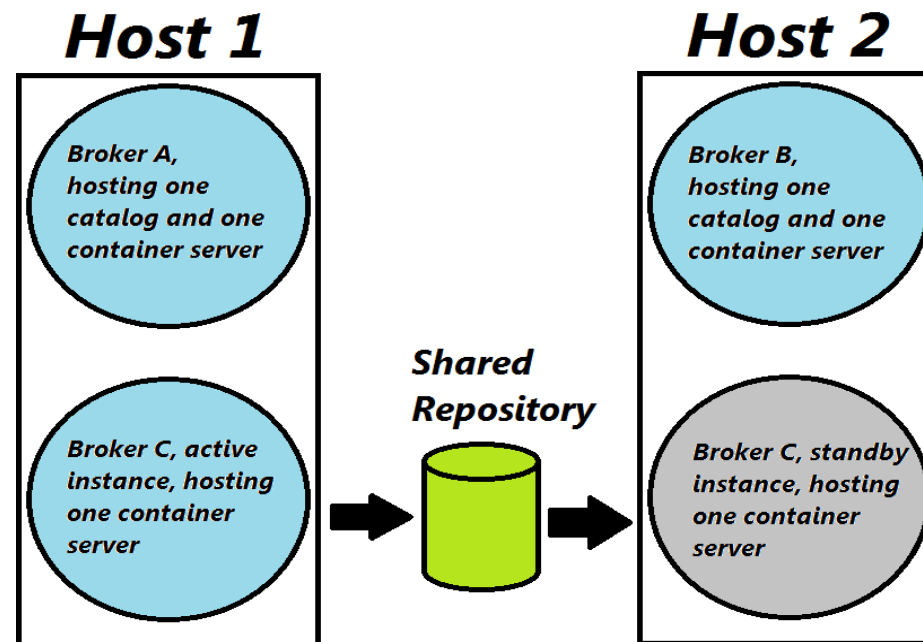 Host 1
Host 2
Broker A,
hosting one
catalog and one
container server
Broker B,
hosting one
catalog and one
container server
Shared
Repository
Broker C, active
instance, hosting
one container
server
Broker C, standby
instance, hosting
one container
server